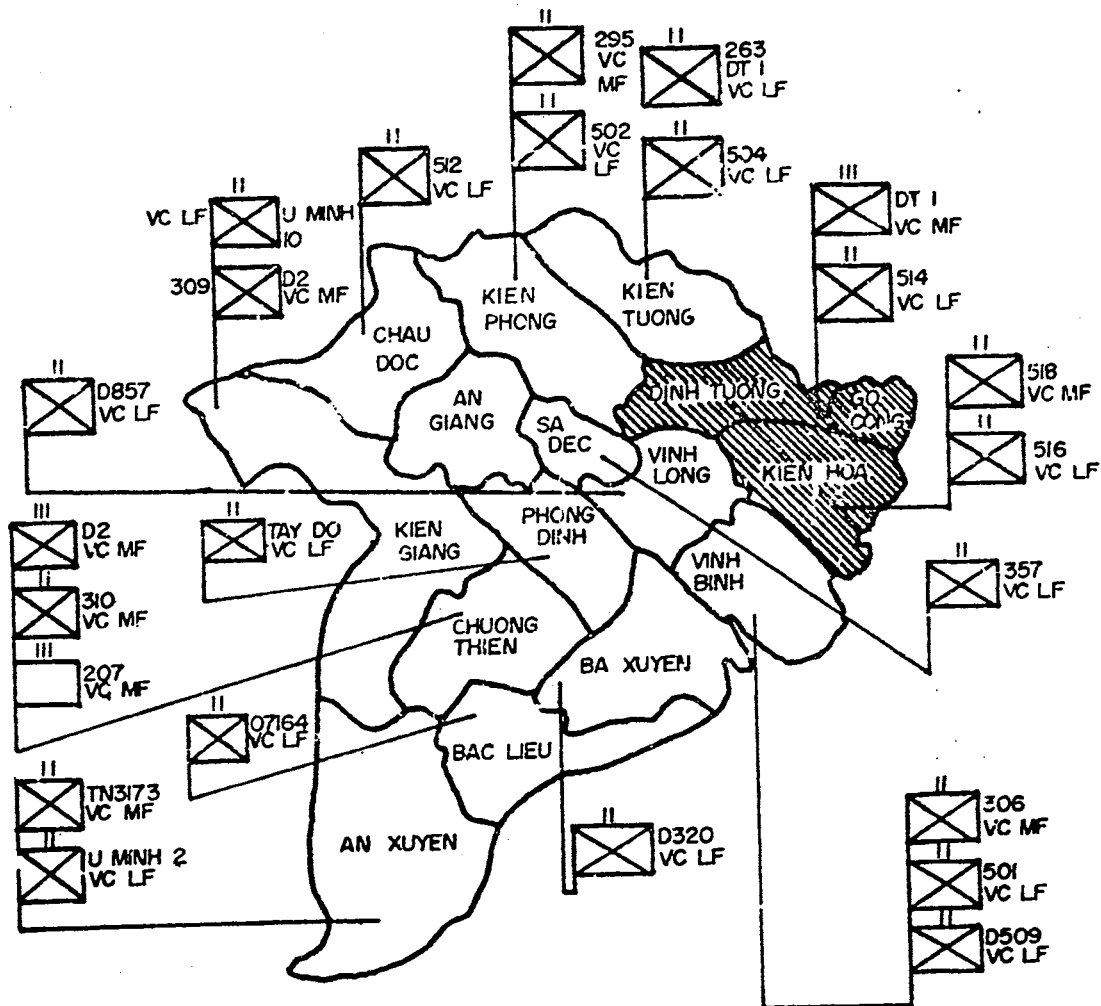 II
295
VC
MF
II
502
VC
LF
II
263
DT 1
VC LF
II
504
VC LF
II
512
VC LF
VC LF
II
U MINH
10
309
D2
VC MF
III
DT 1
VC MF
II
514
VC LF
II
D857
VC LF
II
518
VC MF
II
516
VC LF
KIEN
PHONG
KIEN
TUONG
CHAU
DOC
AN
GIANG
SA
DEC
DINH TUONG
GO
CONG
VINH
LONG
KIEN HOA
III
D2
VC MF
II
310
VC MF
III
207
VC MF
II
TAY DO
VC LF
KIEN
GIANG
PHONG
DINH
VINH
BINH
II
357
VC LF
CHUONG
THIEN
BA XUYEN
II
07164
VC LF
BAC LIEU
II
TN3173
VC MF
II
U MINH 2
VC LF
AN XUYEN
II
D320
VC LF
II
306
VC MF
II
501
VC LF
II
D509
VC LF